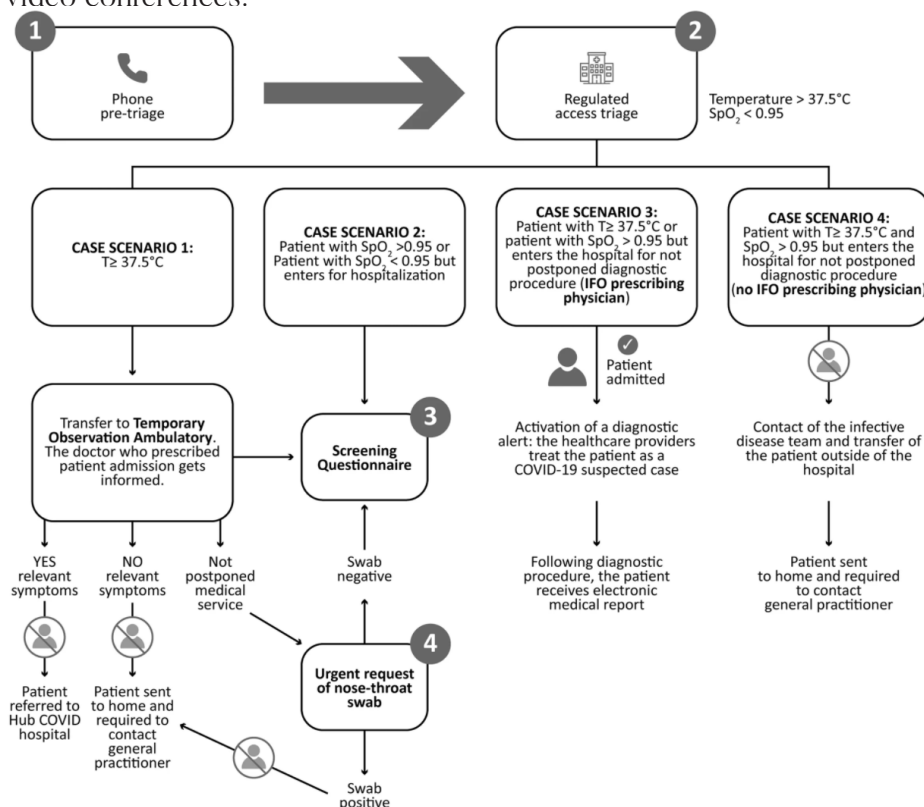 video conferences.
1
Phone
pre-triage
2
Regulated
access triage
Temperature > 37.5°C
SpO2 < 0.95
CASE SCENARIO 1:
T≥ 37.5°C
CASE SCENARIO 2:
Patient with SpO2 >0.95 or
Patient with SpO2 < 0.95 but
enters for hospitalization
CASE SCENARIO 3:
Patient with T≥ 37.5°C or
patient with SpO2 > 0.95 but
enters the hospital for not
postponed diagnostic
procedure (IFO prescribing
physician)
CASE SCENARIO 4:
Patient with T≥ 37.5°C and
SpO2 > 0.95 but enters the
hospital for not postponed
diagnostic procedure
(no IFO prescribing physician)
Patient
admitted
Transfer to Temporary
Observation Ambulatory.
The doctor who prescribed
patient admission gets
informed.
3
Screening
Questionnaire
Activation of a diagnostic
alert: the healthcare providers
treat the patient as a
COVID-19 suspected case
Contact of the infective
disease team and transfer of
the patient outside of the
hospital
YES
relevant
symptoms
NO
relevant
symptoms
Not
postponed
medical
service
Swab
negative
Following diagnostic
procedure, the patient
receives electronic
medical report
Patient sent
to home and required
to contact
general practitioner
4
Urgent request
of nose-throat
swab
Patient
referred to
Hub COVID
hospital
Patient sent
to home and
required to
contact
general
practitioner
Swab
positive